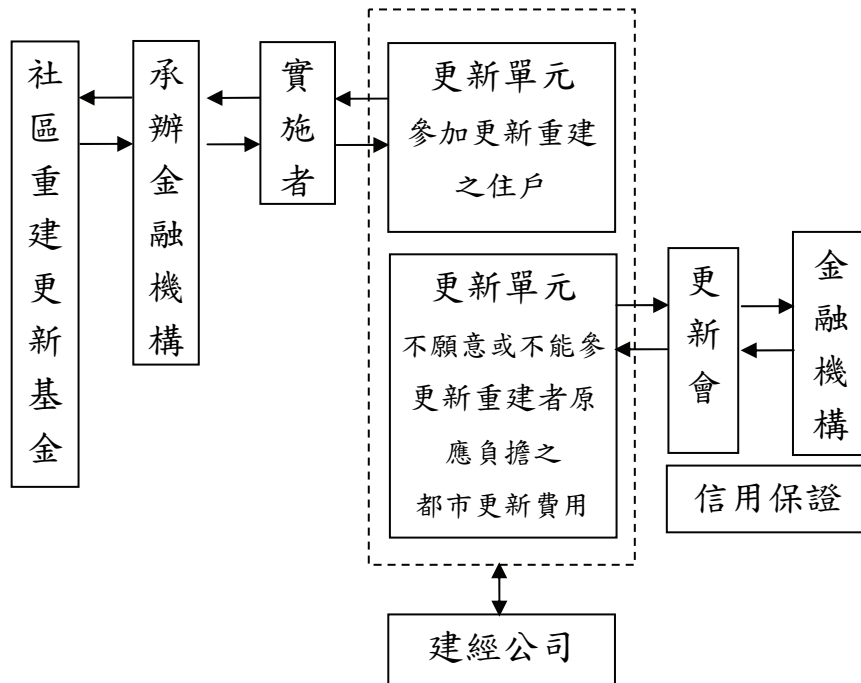 社區重建更新基金
承辦金融機構
實施者
更新單元
參加更新重建
之住戶
更新單元
不願意或不能參
更新重建者原
應負擔之
都市更新費用
更新會
金融機構
信用保證
建經公司